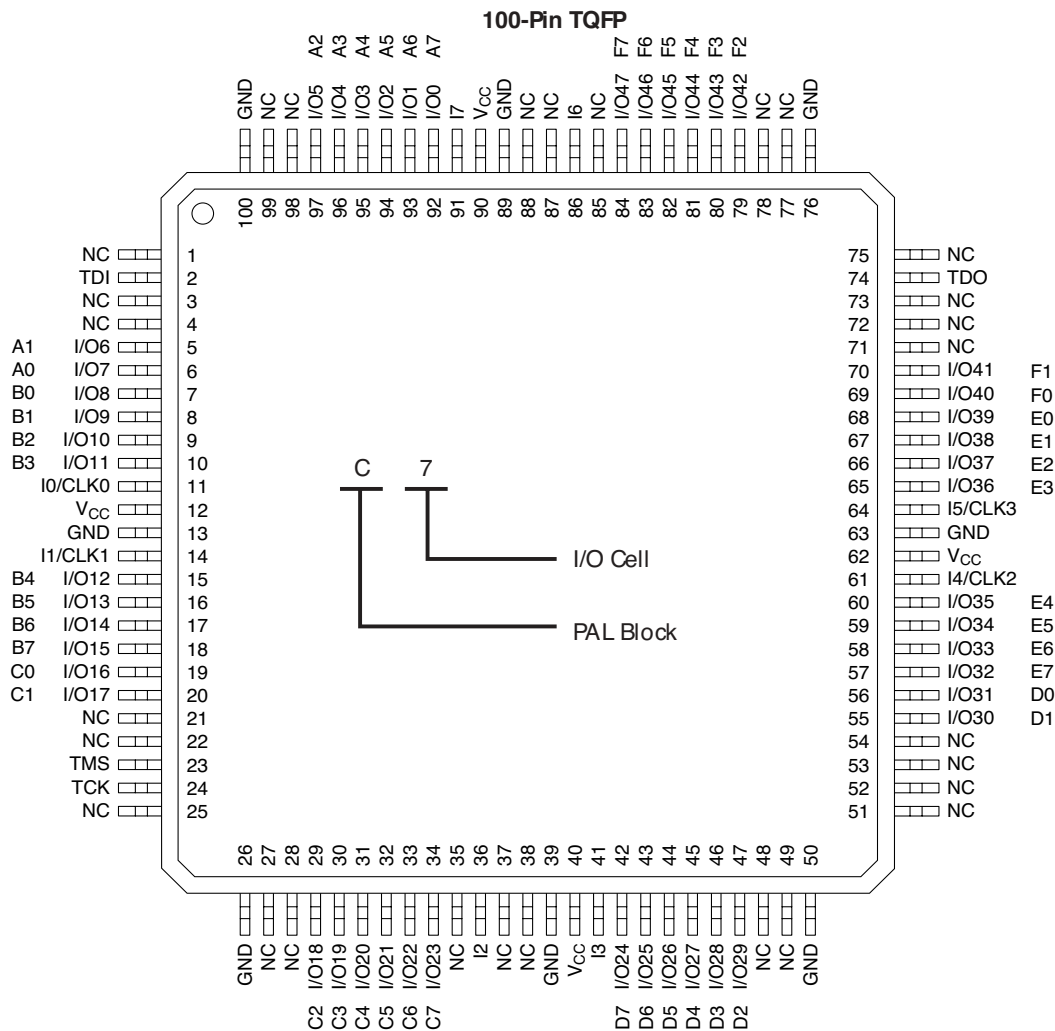 100-Pin TQFP
A2 A3 A4 A5 A6 A7 F7 F6 F5 F4 F3 F2
GND NC NC I/O5 I/O4 I/O3 I/O2 I/O1 I/O0 I7 VCC GND NC NC I6 NC I/O47 I/O46 I/O45 I/O44 I/O43 I/O42 NC NC GND
100 99 98 97 96 95 94 93 92 91 90 89 88 87 86 85 84 83 82 81 80 79 78 77 76
NC 1 75 NC
TDI 2 74 TDO
NC 3 73 NC
NC 4 72 NC
A1 I/O6 5 71 NC
A0 I/O7 6 70 I/O41 F1
B0 I/O8 7 69 I/O40 F0
B1 I/O9 8 68 I/O39 E0
B2 I/O10 9 67 I/O38 E1
B3 I/O11 10 66 I/O37 E2
I0/CLK0 11 C 7 65 I/O36 E3
VCC 12 64 I5/CLK3
GND 13 63 GND
I1/CLK1 14 I/O Cell 62 VCC
B4 I/O12 15 61 I4/CLK2
B5 I/O13 16 60 I/O35 E4
B6 I/O14 17 PAL Block 59 I/O34 E5
B7 I/O15 18 58 I/O33 E6
C0 I/O16 19 57 I/O32 E7
C1 I/O17 20 56 I/O31 D0
NC 21 55 I/O30 D1
NC 22 54 NC
TMS 23 53 NC
TCK 24 52 NC
NC 25 51 NC
26 27 28 29 30 31 32 33 34 35 36 37 38 39 40 41 42 43 44 45 46 47 48 49 50
GND NC NC I/O18 I/O19 I/O20 I/O21 I/O22 I/O23 NC I2 NC NC GND VCC I3 I/O24 I/O25 I/O26 I/O27 I/O28 I/O29 NC NC GND
C2 C3 C4 C5 C6 C7 D7 D6 D5 D4 D3 D2